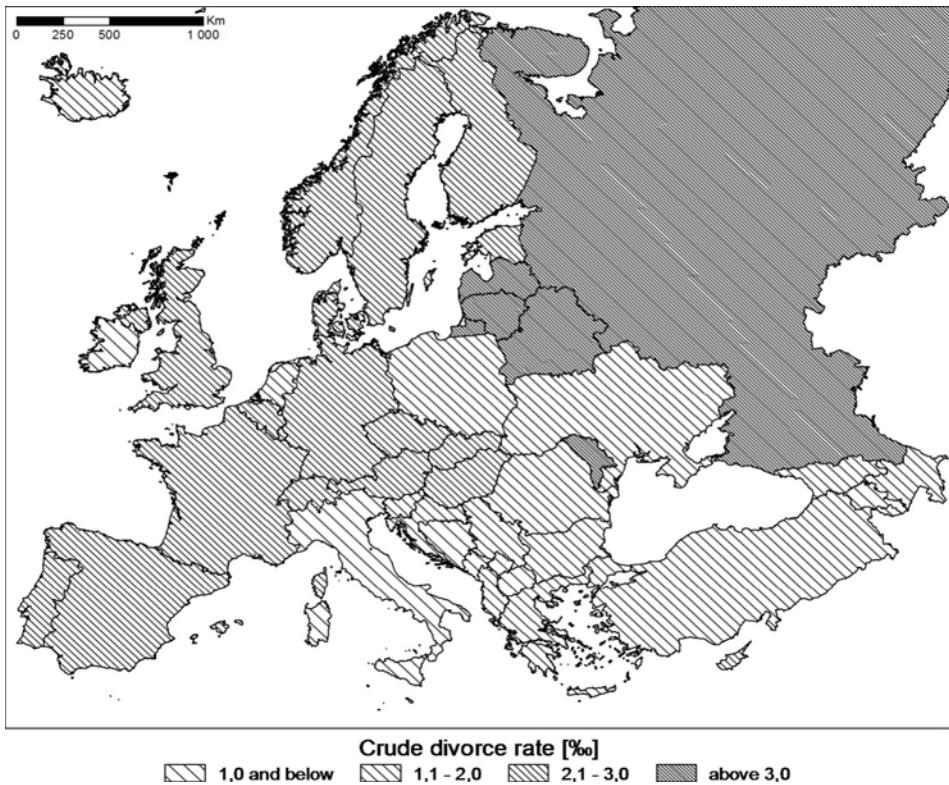 Km
0 250 500 1 000
Crude divorce rate [‰]
1,0 and below 1,1 - 2,0 2,1 - 3,0 above 3,0